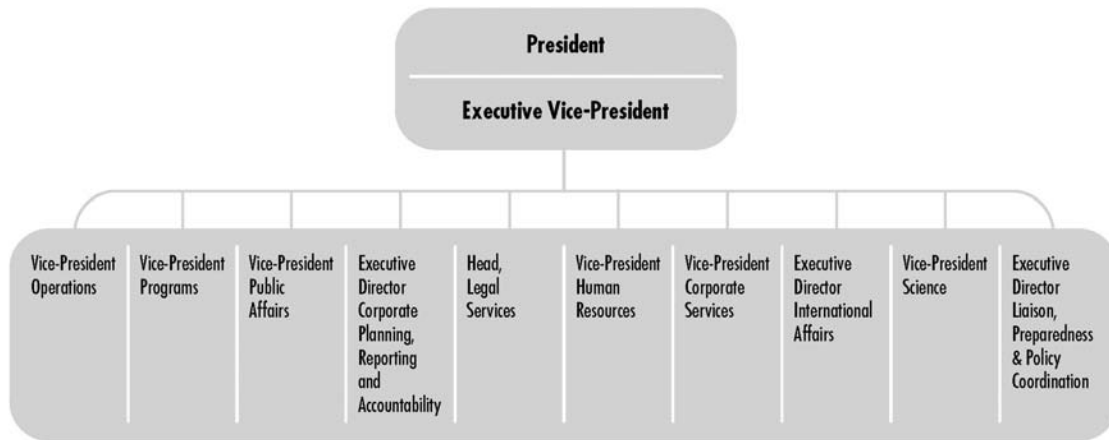 President
Executive Vice-President
Vice-President
Operations
Vice-President
Programs
Vice-President
Public
Affairs
Executive
Director
Corporate
Planning,
Reporting
and
Accountability
Head,
Legal
Services
Vice-President
Human
Resources
Vice-President
Corporate
Services
Executive
Director
International
Affairs
Vice-President
Science
Executive
Director
Liaison,
Preparedness
& Policy
Coordination